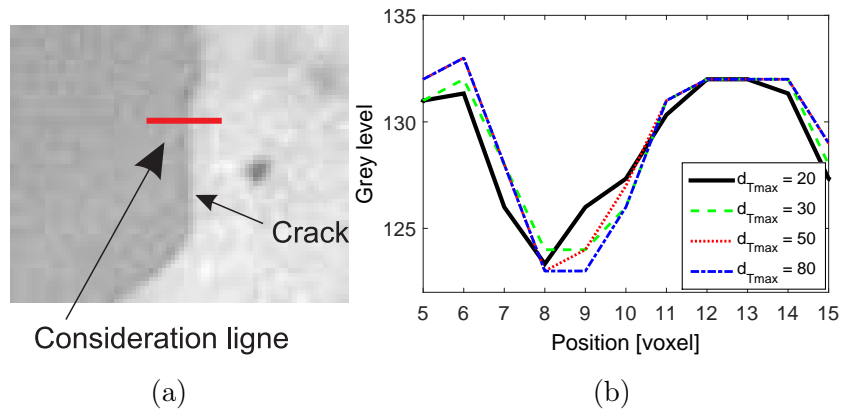 (a)
Consideration ligne
Crack
135
130
125
Grey level
5 6 7 8 9 10 11 12 13 14 15
Position [voxel]
d_Tmax = 20
d_Tmax = 30
d_Tmax = 50
d_Tmax = 80
(b)